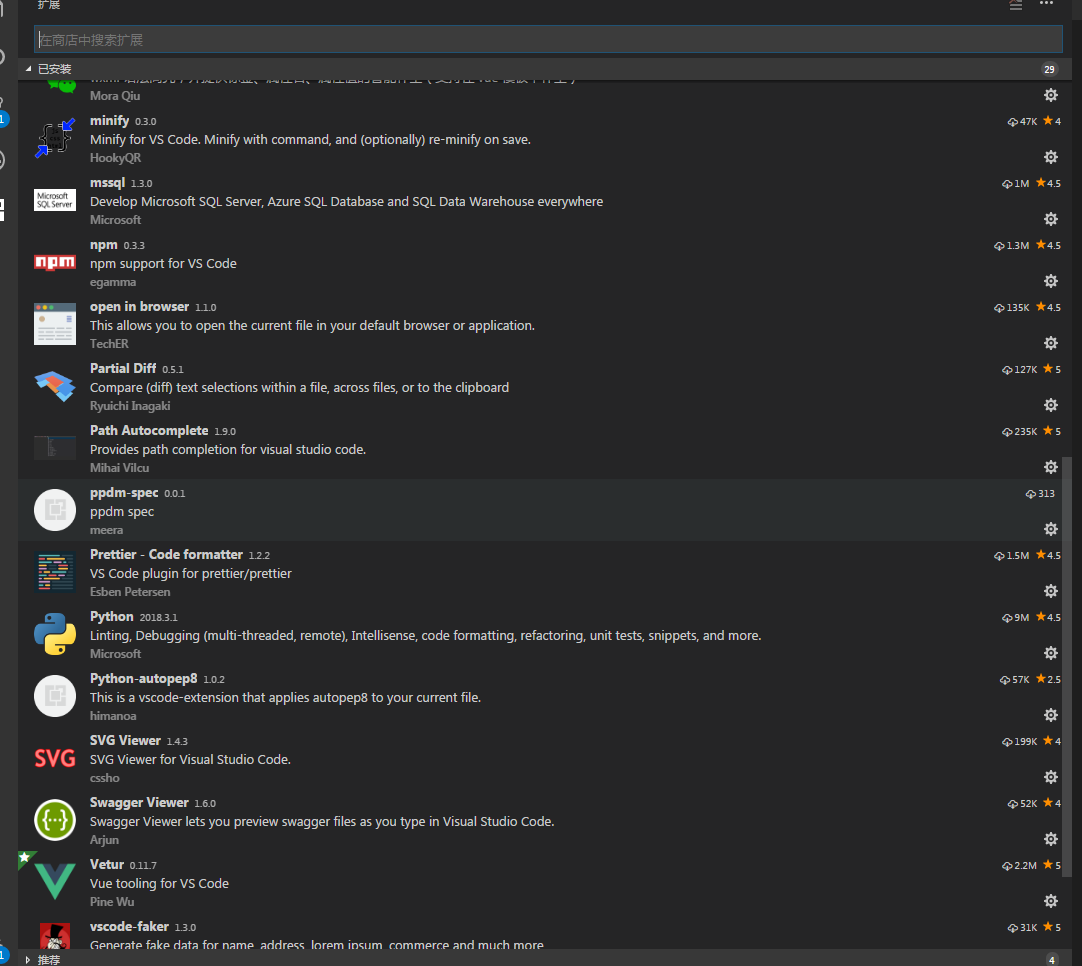 扩展
在商店中搜索扩展
已安装
29
Mora Qiu
minify 0.3.0
47K 4
Minify for VS Code. Minify with command, and (optionally) re-minify on save.
HookyQR
Microsoft
SQL Server
mssql 1.3.0
1M 4.5
Develop Microsoft SQL Server, Azure SQL Database and SQL Data Warehouse everywhere
Microsoft
npm
npm 0.3.3
1.3M 4.5
npm support for VS Code
egamma
open in browser 1.1.0
135K 4.5
This allows you to open the current file in your default browser or application.
TechER
Partial Diff 0.5.1
127K 5
Compare (diff) text selections within a file, across files, or to the clipboard
Ryuichi Inagaki
Path Autocomplete 1.9.0
235K 5
Provides path completion for visual studio code.
Mihai Vilcu
ppdm-spec 0.0.1
313
ppdm spec
meera
Prettier - Code formatter 1.2.2
1.5M 4.5
VS Code plugin for prettier/prettier
Esben Petersen
Python 2018.3.1
9M 4.5
Linting, Debugging (multi-threaded, remote), Intellisense, code formatting, refactoring, unit tests, snippets, and more.
Microsoft
Python-autopep8 1.0.2
57K 2.5
This is a vscode-extension that applies autopep8 to your current file.
himanoa
SVG
SVG Viewer 1.4.3
199K 4
SVG Viewer for Visual Studio Code.
cssho
{···}
Swagger Viewer 1.6.0
52K 4
Swagger Viewer lets you preview swagger files as you type in Visual Studio Code.
Arjun
Vetur 0.11.7
2.2M 5
Vue tooling for VS Code
Pine Wu
vscode-faker 1.3.0
31K 5
Generate fake data for name, address, lorem ipsum, commerce and much more
推荐
4
1
1